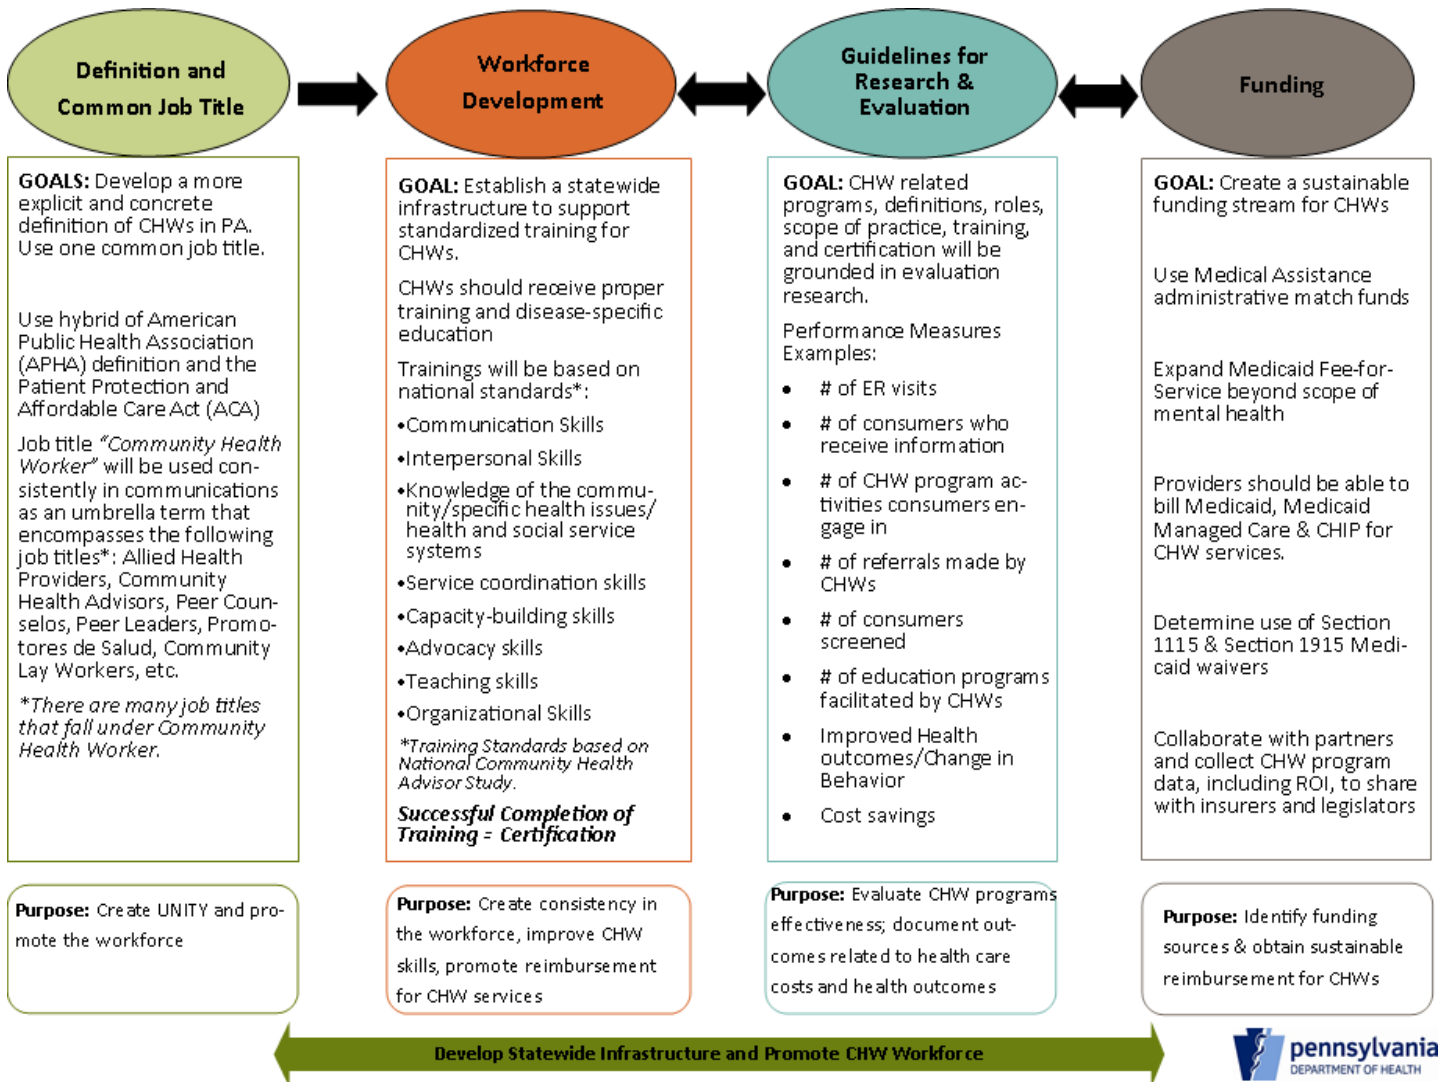 Definition and
Common Job Title
Workforce
Development
Guidelines for
Research &
Evaluation
Funding
GOALS: Develop a more
explicit and concrete
definition of CHWs in PA.
Use one common job title.
Use hybrid of American
Public Health Association
(APHA) definition and the
Patient Protection and
Affordable Care Act (ACA)
Job title “Community Health
Worker” will be used con-
sistently in communications
as an umbrella term that
encompasses the following
job titles*: Allied Health
Providers, Community
Health Advisors, Peer Coun-
selos, Peer Leaders, Promo-
tores de Salud, Community
Lay Workers, etc.
*There are many job titles
that fall under Community
Health Worker.
GOAL: Establish a statewide
infrastructure to support
standardized training for
CHWs.
CHWs should receive proper
training and disease-specific
education
Trainings will be based on
national standards*:
•Communication Skills
•Interpersonal Skills
•Knowledge of the commu-
nity/specific health issues/
health and social service
systems
•Service coordination skills
•Capacity-building skills
•Advocacy skills
•Teaching skills
•Organizational Skills
*Training Standards based on
National Community Health
Advisor Study.
Successful Completion of
Training = Certification
GOAL: CHW related
programs, definitions, roles,
scope of practice, training,
and certification will be
grounded in evaluation
research.
Performance Measures
Examples:
• # of ER visits
• # of consumers who
receive information
• # of CHW program ac-
tivities consumers en-
gage in
• # of referrals made by
CHWs
• # of consumers
screened
• # of education programs
facilitated by CHWs
• Improved Health
outcomes/Change in
Behavior
• Cost savings
GOAL: Create a sustainable
funding stream for CHWs
Use Medical Assistance
administrative match funds
Expand Medicaid Fee-for-
Service beyond scope of
mental health
Providers should be able to
bill Medicaid, Medicaid
Managed Care & CHIP for
CHW services.
Determine use of Section
1115 & Section 1915 Medi-
caid waivers
Collaborate with partners
and collect CHW program
data, including ROI, to share
with insurers and legislators
Purpose: Create UNITY and pro-
mote the workforce
Purpose: Create consistency in
the workforce, improve CHW
skills, promote reimbursement
for CHW services
Purpose: Evaluate CHW programs
effectiveness; document out-
comes related to health care
costs and health outcomes
Purpose: Identify funding
sources & obtain sustainable
reimbursement for CHWs
Develop Statewide Infrastructure and Promote CHW Workforce
pennsylvania
DEPARTMENT OF HEALTH